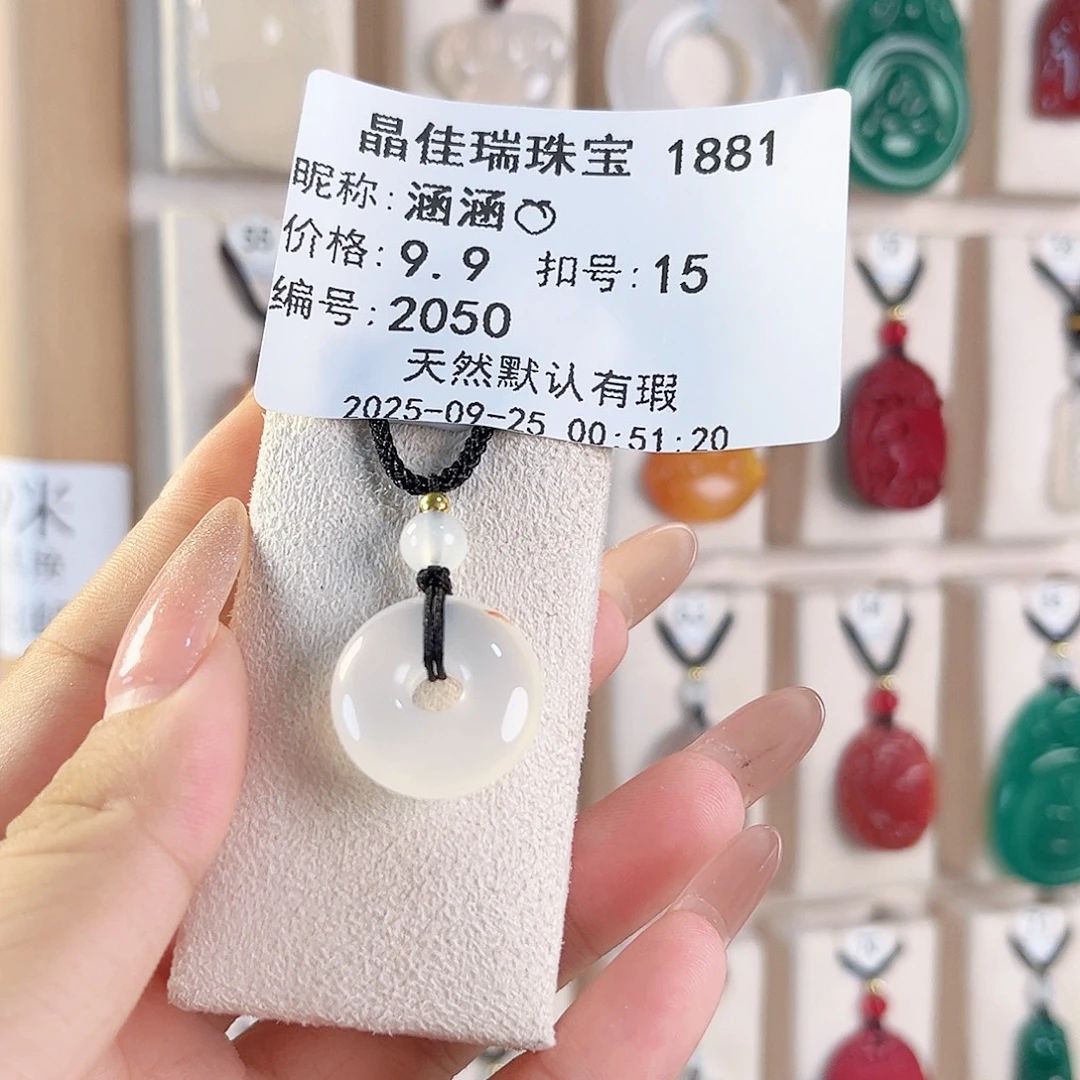 晶佳瑞珠宝 1881
昵称:涵涵🍑
价格:9.9 扣号:15
编号:2050
天然默认有瑕
2025-09-25 00:51:20
米